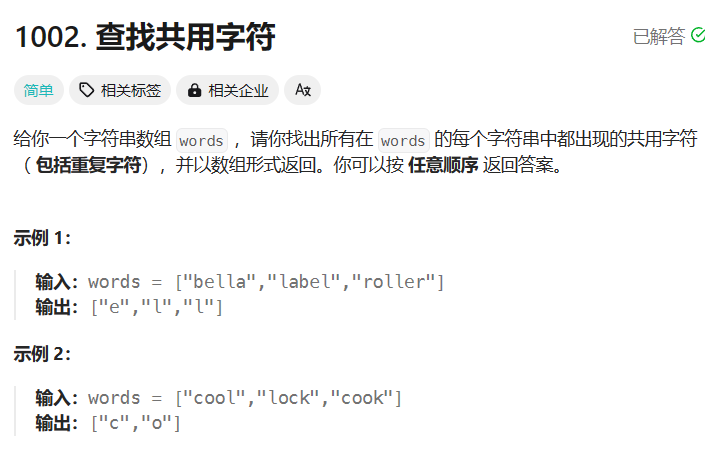 1002. 查找共用字符
已解答
简单 相关标签 相关企业 Aあ
给你一个字符串数组 words ，请你找出所有在 words 的每个字符串中都出现的共用字符
（ 包括重复字符），并以数组形式返回。你可以按 任意顺序 返回答案。
示例 1：
输入：words = ["bella","label","roller"]
输出：["e","l","l"]
示例 2：
输入：words = ["cool","lock","cook"]
输出：["c","o"]